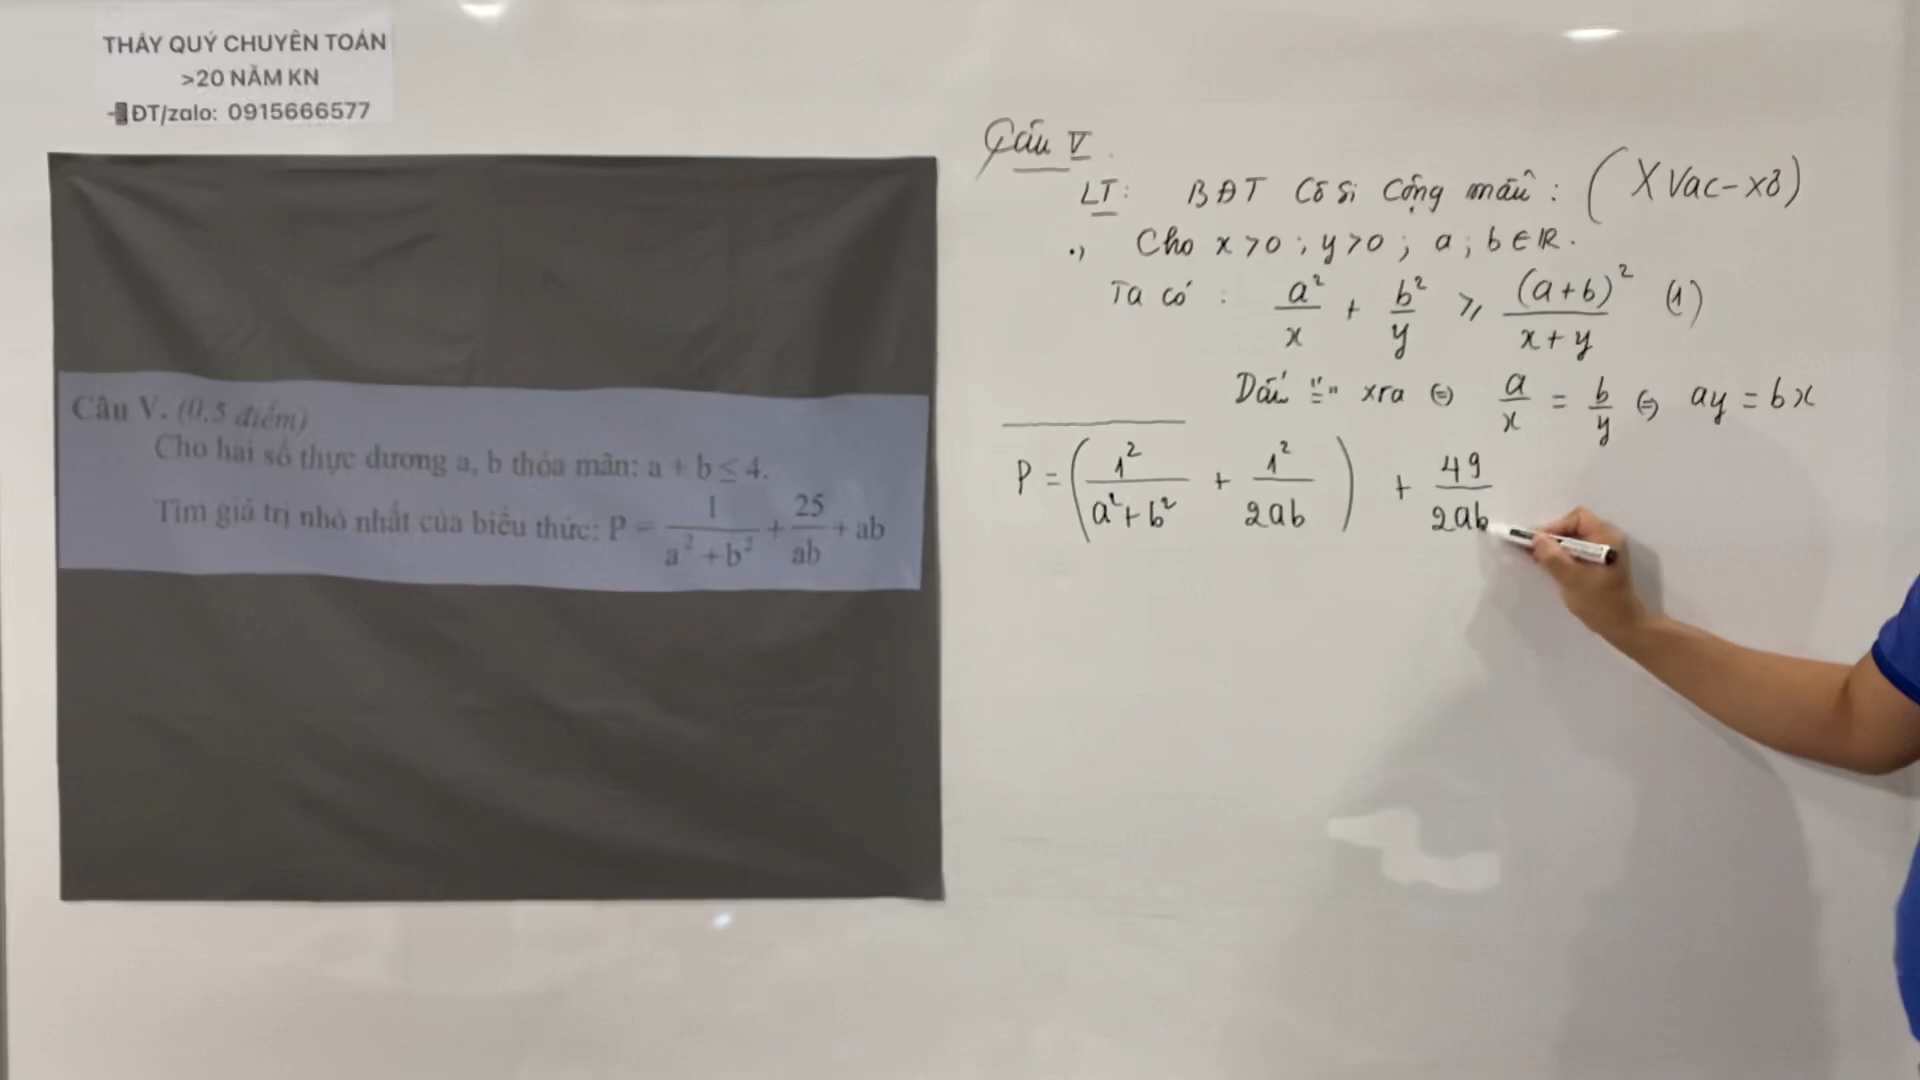 THẦY QUÝ CHUYÊN TOÁN
>20 NĂM KN
ĐT/zalo: 0915666577
Câu V. (0,5 điểm)
Cho hai số thực dương a, b thỏa mãn: a + b ≤ 4.
Tìm giá trị nhỏ nhất của biểu thức: P = 1/(a² + b²) + 25/ab + ab
Câu V.
LT: BĐT Cô Si Cộng mẫu: (Xvac-xơ)
., Cho x > 0; y > 0; a; b ∈ R.
Ta có: a²/x + b²/y ≥ (a+b)²/(x+y) (1)
Dấu "=" xra ⇔ a/x = b/y ⇔ ay = bx
P = (1²/(a²+b²) + 1²/2ab) + 49/2ab